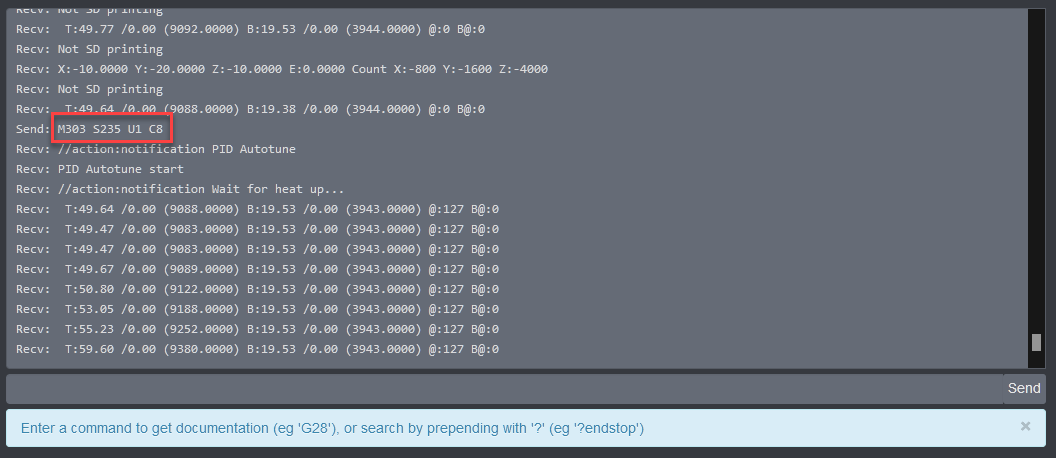 Recv: Not SD printing
Recv:  T:49.77 /0.00 (9092.0000) B:19.53 /0.00 (3944.0000) @:0 B@:0
Recv: Not SD printing
Recv: X:-10.0000 Y:-20.0000 Z:-10.0000 E:0.0000 Count X:-800 Y:-1600 Z:-4000
Recv: Not SD printing
Recv:  T:49.64 /0.00 (9088.0000) B:19.38 /0.00 (3944.0000) @:0 B@:0
Send: M303 S235 U1 C8
Recv: //action:notification PID Autotune
Recv: PID Autotune start
Recv: //action:notification Wait for heat up...
Recv:  T:49.64 /0.00 (9088.0000) B:19.53 /0.00 (3943.0000) @:127 B@:0
Recv:  T:49.47 /0.00 (9083.0000) B:19.53 /0.00 (3943.0000) @:127 B@:0
Recv:  T:49.47 /0.00 (9083.0000) B:19.53 /0.00 (3943.0000) @:127 B@:0
Recv:  T:49.67 /0.00 (9089.0000) B:19.53 /0.00 (3943.0000) @:127 B@:0
Recv:  T:50.80 /0.00 (9122.0000) B:19.53 /0.00 (3943.0000) @:127 B@:0
Recv:  T:53.05 /0.00 (9188.0000) B:19.53 /0.00 (3943.0000) @:127 B@:0
Recv:  T:55.23 /0.00 (9252.0000) B:19.53 /0.00 (3943.0000) @:127 B@:0
Recv:  T:59.60 /0.00 (9380.0000) B:19.53 /0.00 (3943.0000) @:127 B@:0
Send
Enter a command to get documentation (eg 'G28'), or search by prepending with '?' (eg '?endstop') ×